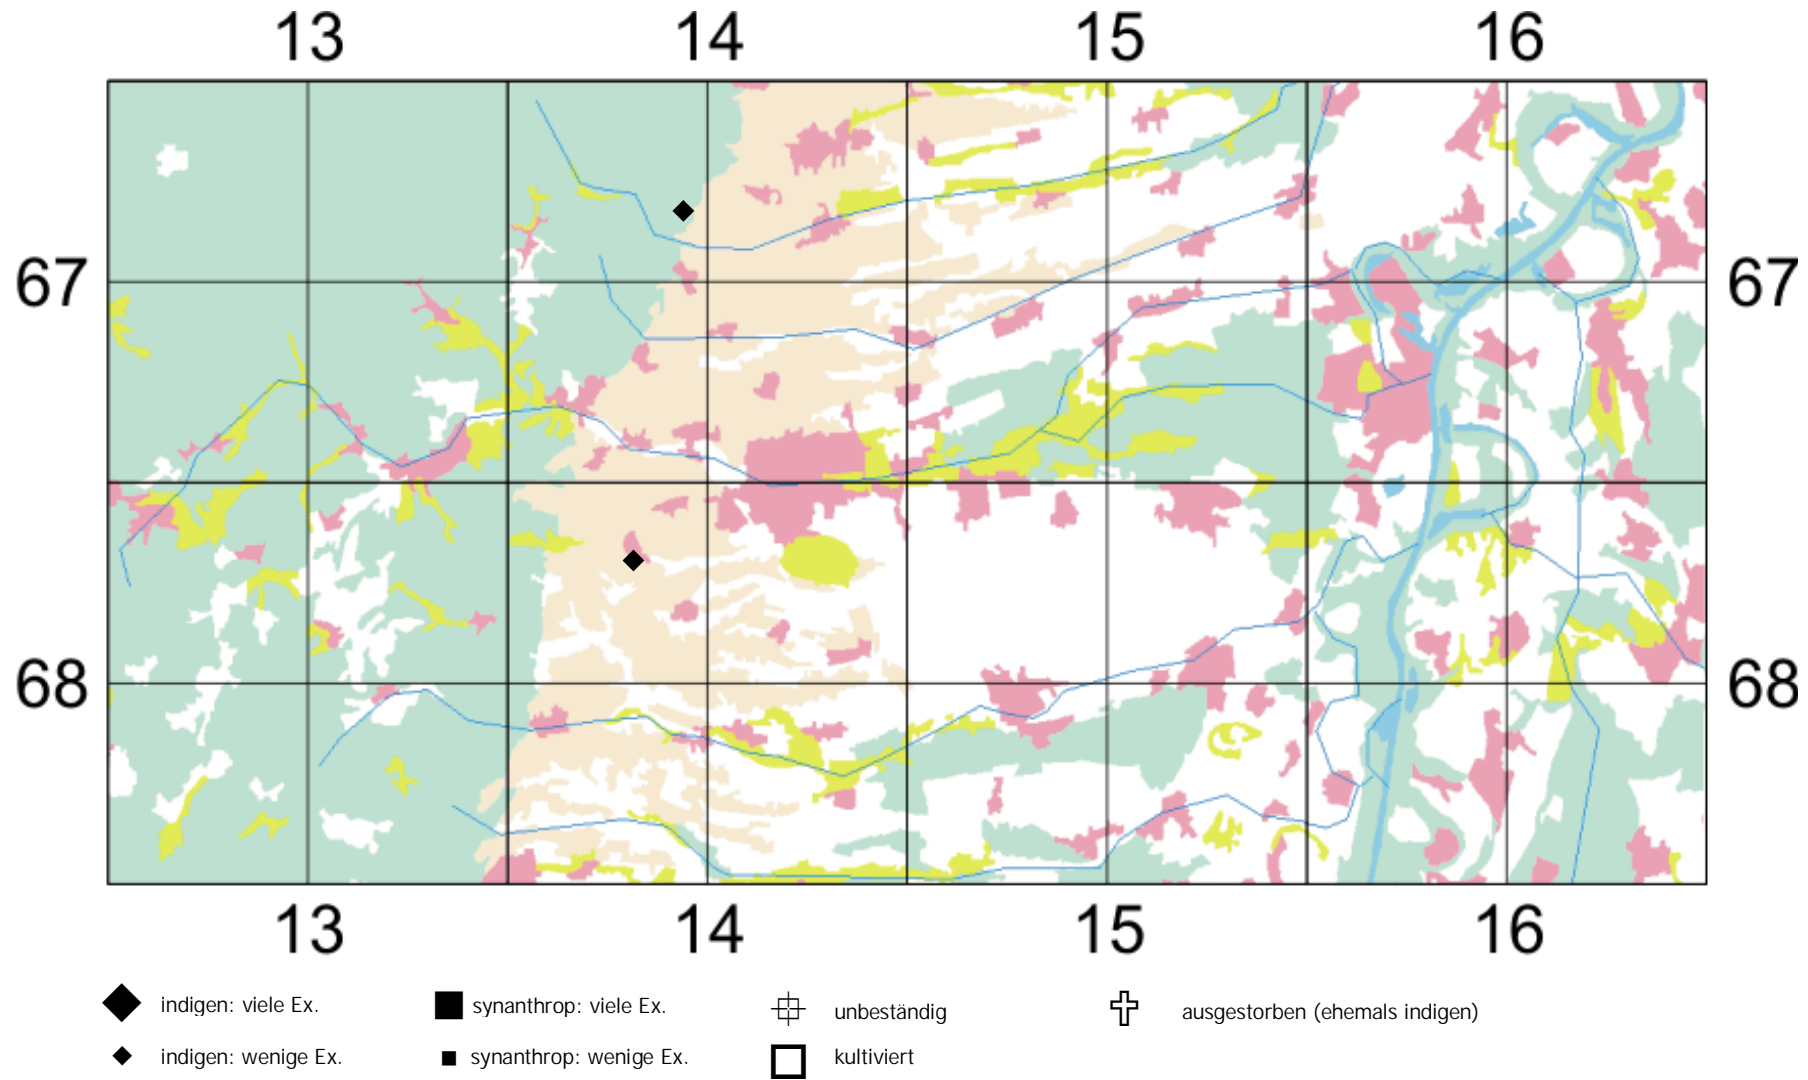 13 14 15 16
67 67
68 68
13 14 15 16
indigen: viele Ex. synanthrop: viele Ex. unbeständig ausgestorben (ehemals indigen)
indigen: wenige Ex. synanthrop: wenige Ex. kultiviert